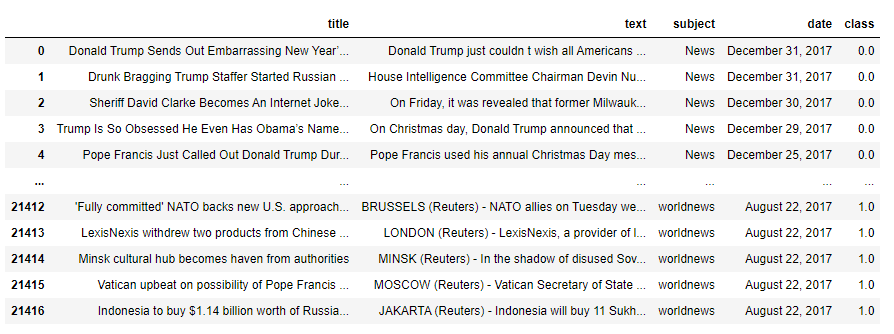 title text subject date class
0 Donald Trump Sends Out Embarrassing New Year’... Donald Trump just couldn t wish all Americans ... News December 31, 2017 0.0
1 Drunk Bragging Trump Staffer Started Russian ... House Intelligence Committee Chairman Devin Nu... News December 31, 2017 0.0
2 Sheriff David Clarke Becomes An Internet Joke... On Friday, it was revealed that former Milwauk... News December 30, 2017 0.0
3 Trump Is So Obsessed He Even Has Obama’s Name... On Christmas day, Donald Trump announced that ... News December 29, 2017 0.0
4 Pope Francis Just Called Out Donald Trump Dur... Pope Francis used his annual Christmas Day mes... News December 25, 2017 0.0
... ... ... ... ... ...
21412 'Fully committed' NATO backs new U.S. approach... BRUSSELS (Reuters) - NATO allies on Tuesday we... worldnews August 22, 2017 1.0
21413 LexisNexis withdrew two products from Chinese ... LONDON (Reuters) - LexisNexis, a provider of l... worldnews August 22, 2017 1.0
21414 Minsk cultural hub becomes haven from authorities MINSK (Reuters) - In the shadow of disused Sov... worldnews August 22, 2017 1.0
21415 Vatican upbeat on possibility of Pope Francis ... MOSCOW (Reuters) - Vatican Secretary of State ... worldnews August 22, 2017 1.0
21416 Indonesia to buy $1.14 billion worth of Russia... JAKARTA (Reuters) - Indonesia will buy 11 Sukh... worldnews August 22, 2017 1.0